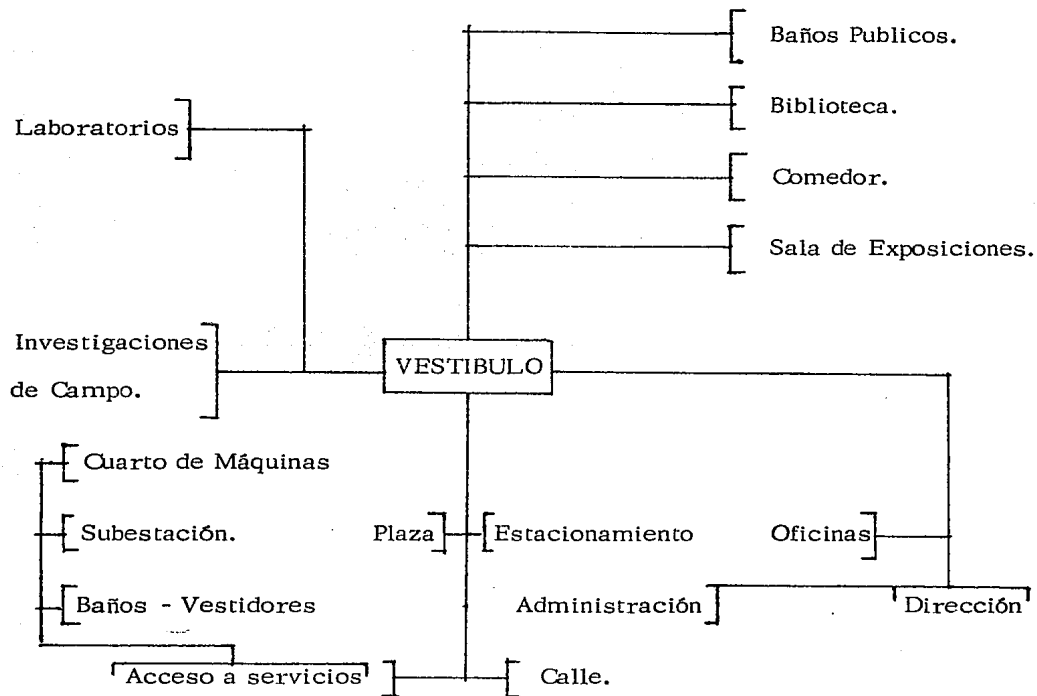 Baños Publicos.
Biblioteca.
Laboratorios
Comedor.
Sala de Exposiciones.
Investigaciones
de Campo.
VESTIBULO
Cuarto de Máquinas
Subestación.
Plaza
Estacionamiento
Oficinas
Baños - Vestidores
Administración
Dirección
Acceso a servicios
Calle.